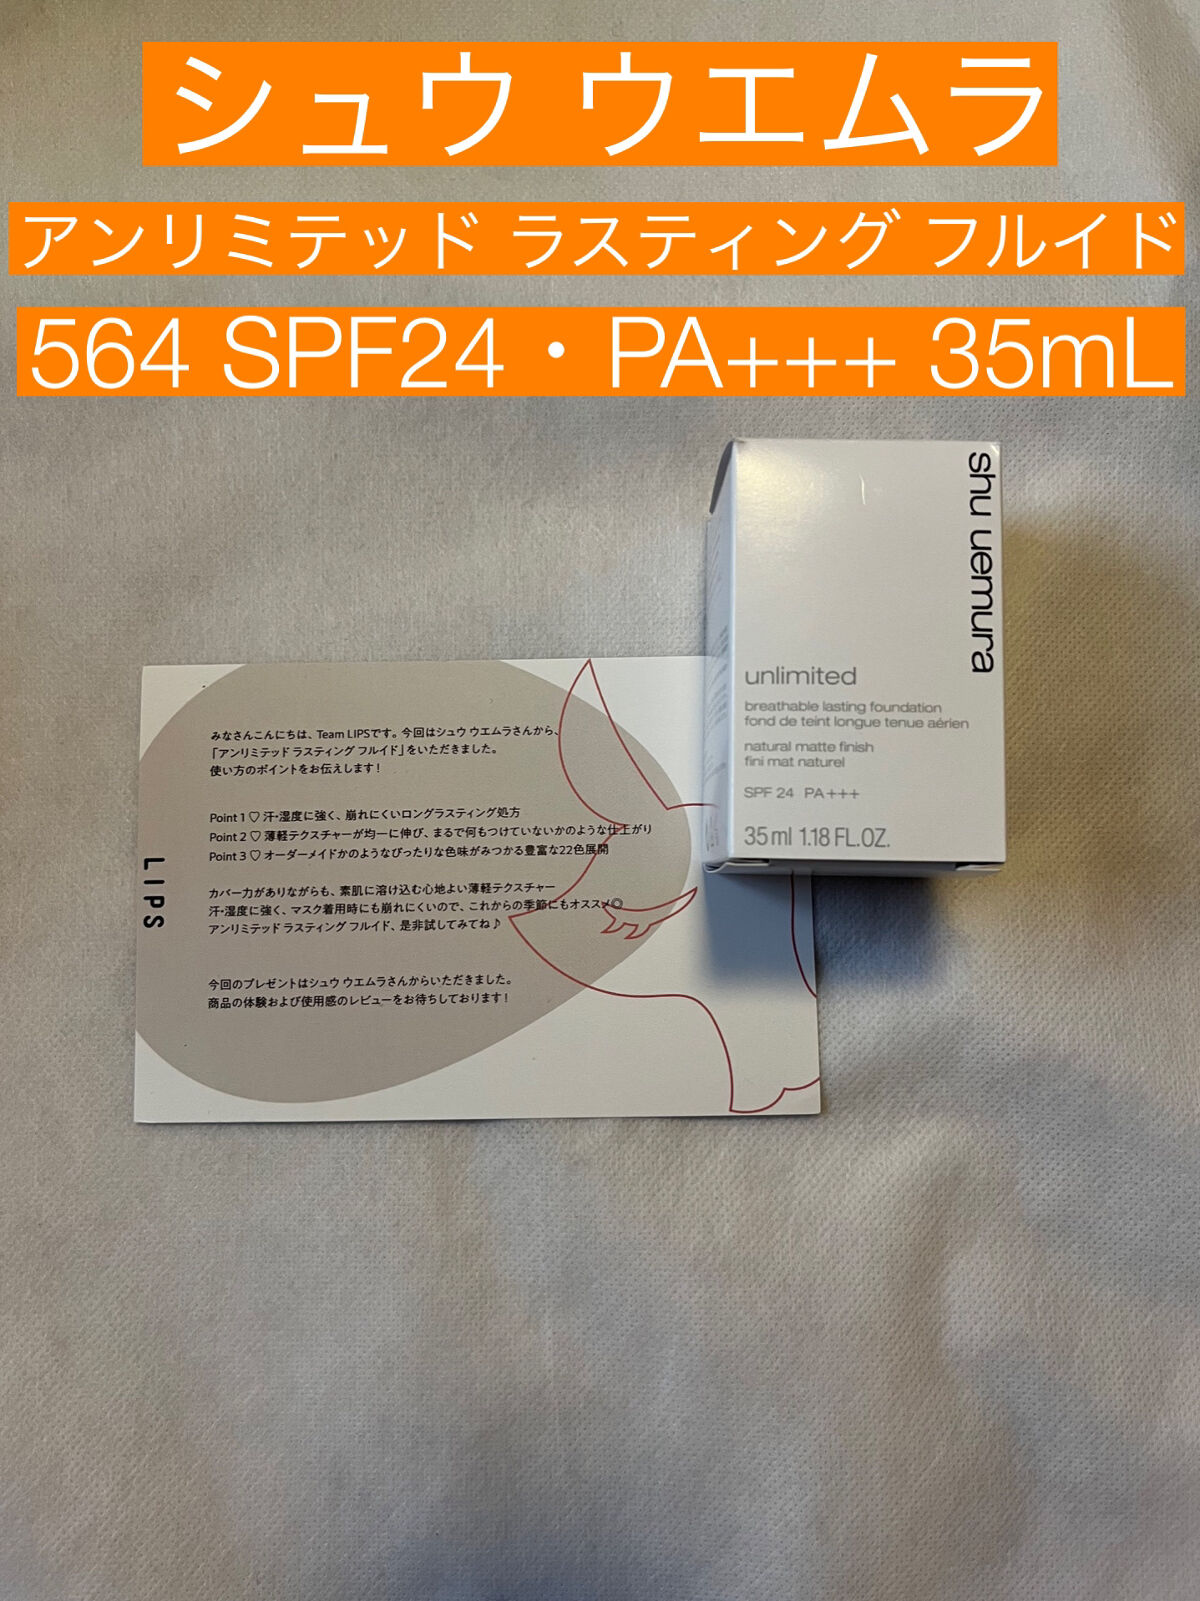 シュウ ウエムラ
アンリミテッド ラスティング フルイド
564 SPF24・PA+++ 35mL
shu uemura
unlimited
breathable lasting foundation
fond de teint longue tenue aérien
natural matte finish
fini mat naturel
SPF 24 PA+++
35 ml 1.18 FL.OZ.
みなさんこんにちは、Team LIPSです。今回はシュウ ウエムラさんから、
「アンリミテッド ラスティング フルイド」をいただきました。
使い方のポイントをお伝えします！
Point 1 ♡ 汗・湿度に強く、崩れにくいロングラスティング処方
Point 2 ♡ 薄軽テクスチャーが均一に伸び、まるで何もつけていないかのような仕上がり
Point 3 ♡ オーダーメイドかのようなぴったりな色味がみつかる豊富な22色展開
カバー力がありながらも、素肌に溶け込む心地よい薄軽テクスチャー
汗・湿度に強く、マスク着用時にも崩れにくいので、これからの季節にもオススメ◎
アンリミテッド ラスティング フルイド、是非試してみてね♪
今回のプレゼントはシュウ ウエムラさんからいただきました。
商品の体験および使用感のレビューをお待ちしております！
LIPS